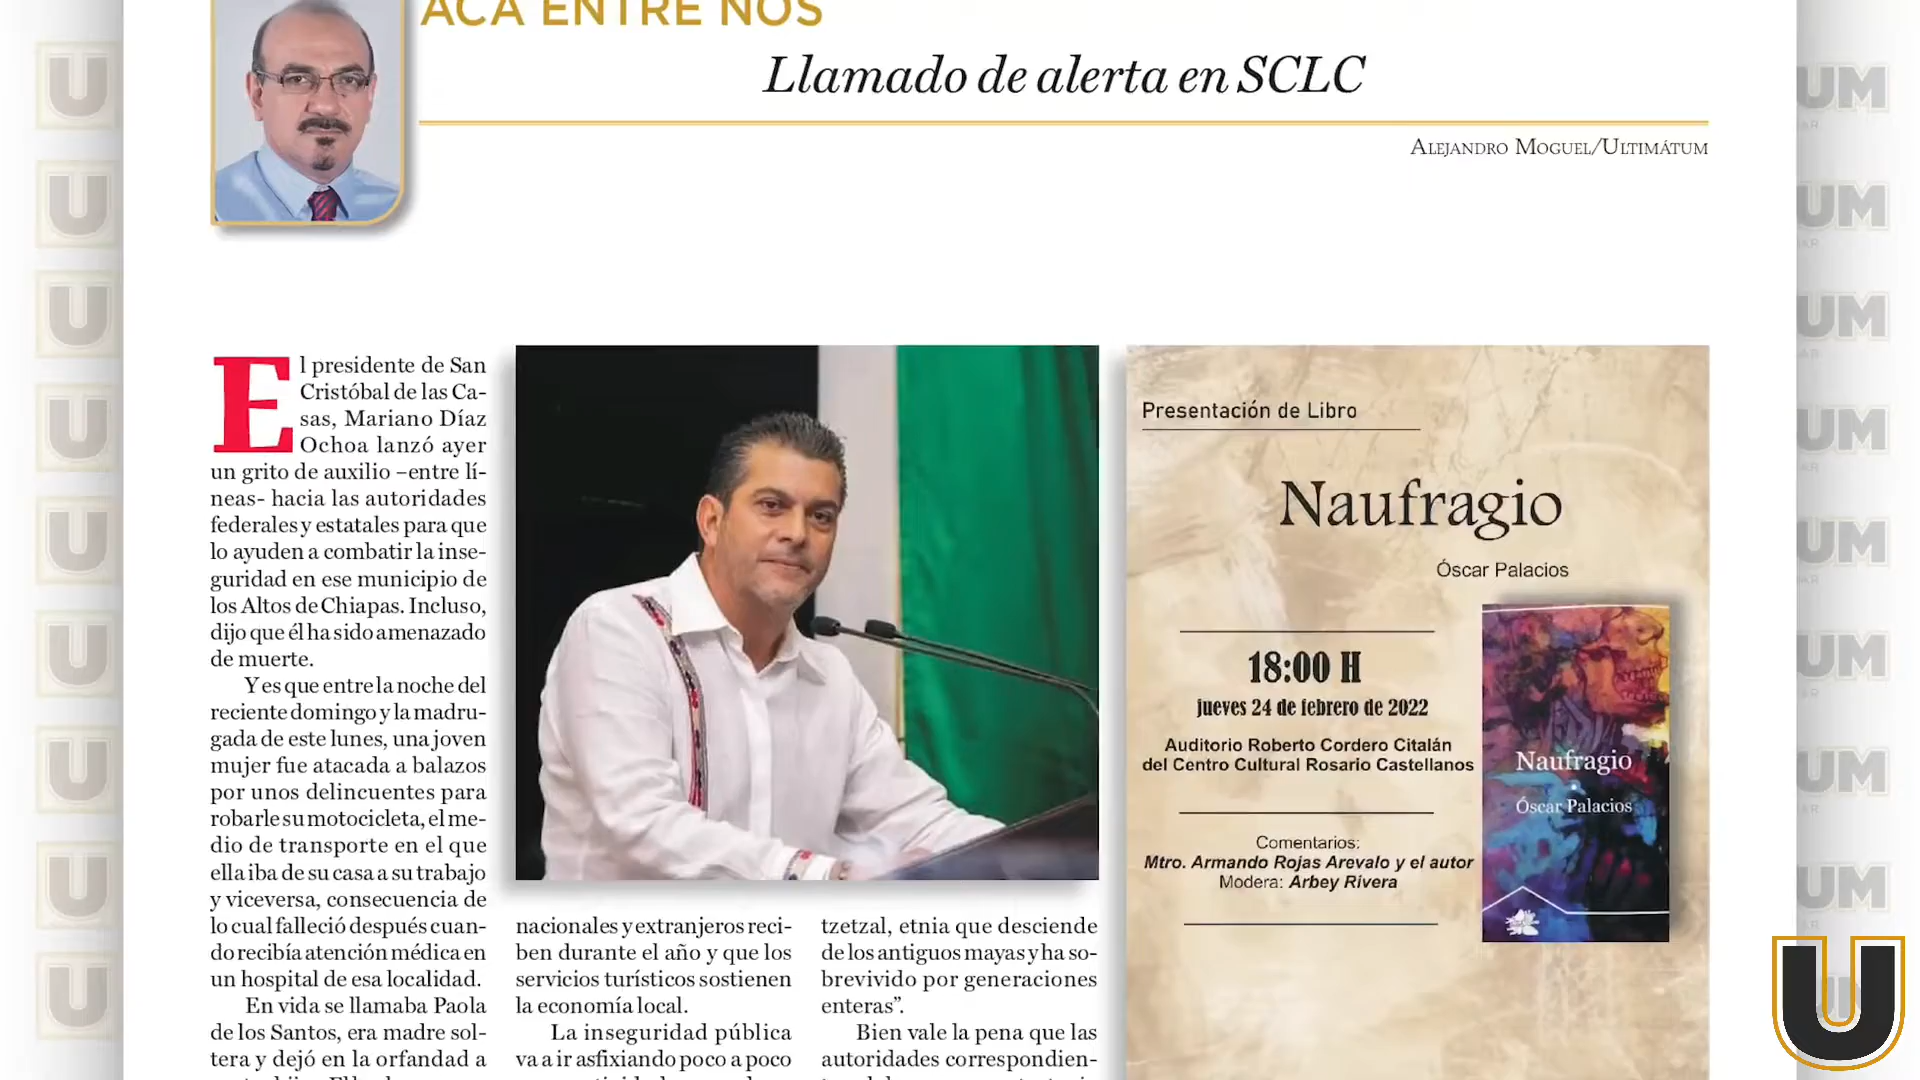 ACÁ ENTRE NOS
Llamado de alerta en SCLC
Alejandro Moguel/Ultimátum
El presidente de San
Cristóbal de las Ca-
sas, Mariano Díaz
Ochoa lanzó ayer
un grito de auxilio –entre lí-
neas- hacia las autoridades
federales y estatales para que
lo ayuden a combatir la inse-
guridad en ese municipio de
los Altos de Chiapas. Incluso,
dijo que él ha sido amenazado
de muerte.
Y es que entre la noche del
reciente domingo y la madru-
gada de este lunes, una joven
mujer fue atacada a balazos
por unos delincuentes para
robarle su motocicleta, el me-
dio de transporte en el que
ella iba de su casa a su trabajo
y viceversa, consecuencia de
lo cual falleció después cuan-
do recibía atención médica en
un hospital de esa localidad.
En vida se llamaba Paola
de los Santos, era madre sol-
tera y dejó en la orfandad a
nacionales y extranjeros reci-
ben durante el año y que los
servicios turísticos sostienen
la economía local.
La inseguridad pública
va a ir asfixiando poco a poco
tzetzal, etnia que desciende
de los antiguos mayas y ha so-
brevivido por generaciones
enteras”.
Bien vale la pena que las
autoridades correspondien-
Presentación de Libro
Naufragio
Óscar Palacios
18:00 H
jueves 24 de febrero de 2022
Auditorio Roberto Cordero Citalán
del Centro Cultural Rosario Castellanos
Comentarios:
Mtro. Armando Rojas Arevalo y el autor
Modera: Arbey Rivera
Naufragio
Óscar Palacios
U